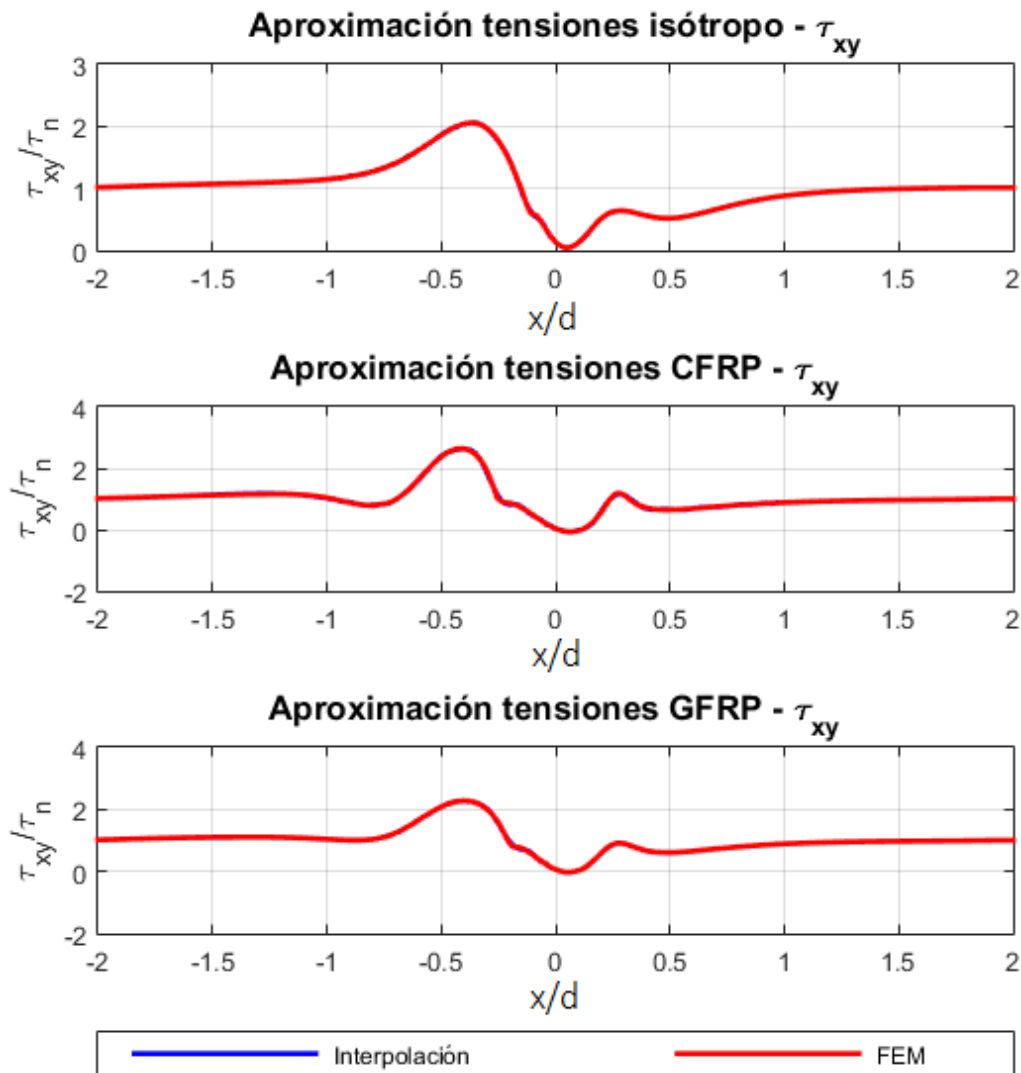 Aproximación tensiones isótropo - τxy
3
2
1
0
τxy/τn
-2 -1.5 -1 -0.5 0 0.5 1 1.5 2
x/d
Aproximación tensiones CFRP - τxy
4
2
0
-2
τxy/τn
-2 -1.5 -1 -0.5 0 0.5 1 1.5 2
x/d
Aproximación tensiones GFRP - τxy
4
2
0
-2
τxy/τn
-2 -1.5 -1 -0.5 0 0.5 1 1.5 2
x/d
Interpolación FEM